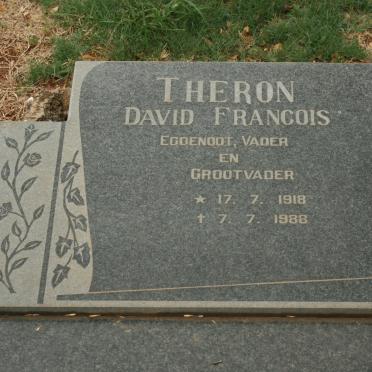 THERON
DAVID FRANCOIS
EGGENOOT, VADER
EN
GROOTVADER
* 17. 7. 1918
† 7. 7. 1988